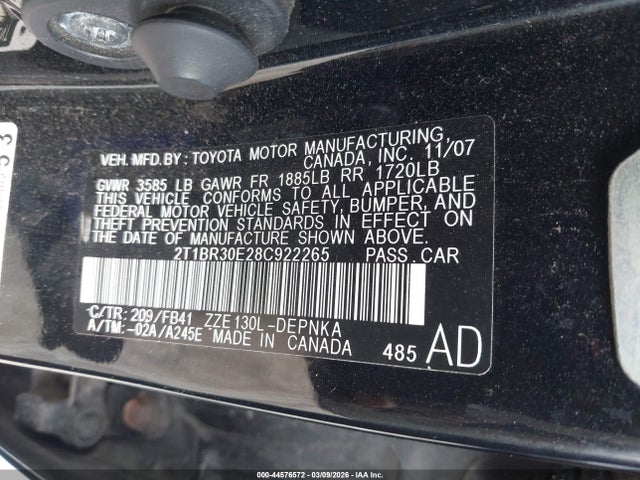 VEH. MFD. BY : TOYOTA MOTOR MANUFACTURING,
CANADA, INC. 11/07
GVWR 3585 LB GAWR FR 1885LB RR 1720LB
THIS VEHICLE CONFORMS TO ALL APPLICABLE
FEDERAL MOTOR VEHICLE SAFETY, BUMPER, AND
THEFT PREVENTION STANDARDS IN EFFECT ON
THE DATE OF MANUFACTURE SHOWN ABOVE.
2T1BR30E28C922265 PASS. CAR
C/TR: 209/FB41 ZZE130L-DEPNKA
A/TM: -02A/A245E MADE IN CANADA
485 AD
000-44576572 - 03/09/2026 - IAA, Inc.